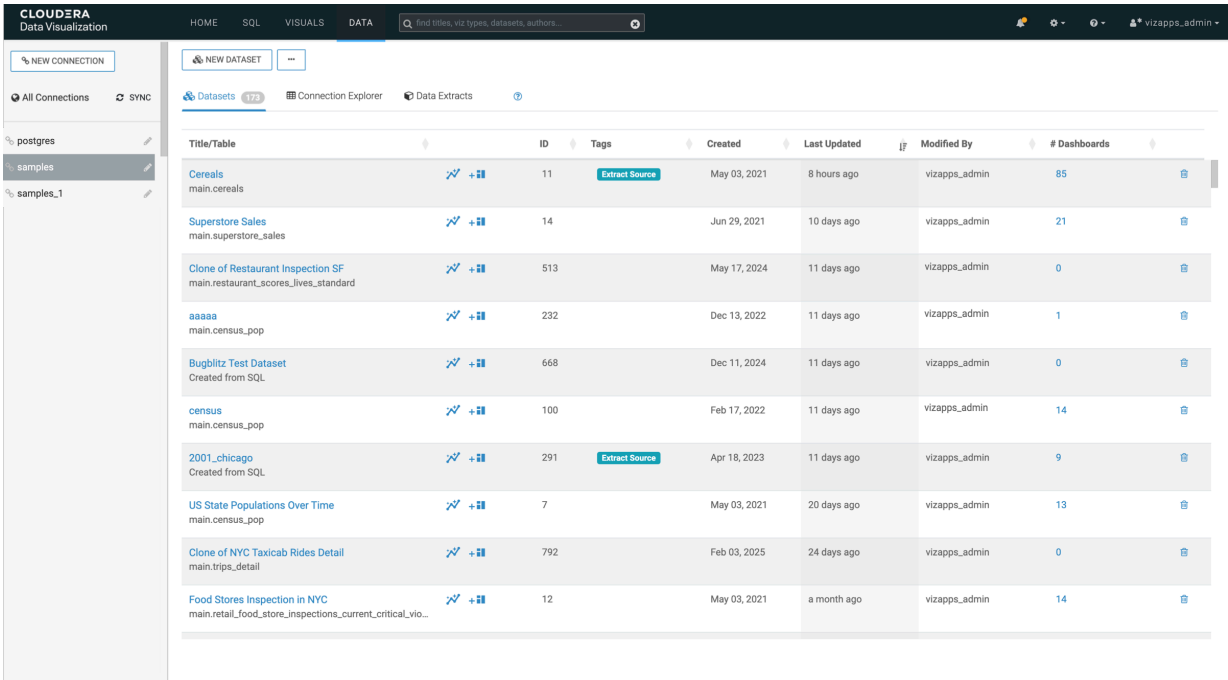 CLOUDERA
Data Visualization
HOME SQL VISUALS DATA find titles, viz types, datasets, authors... vizapps_admin
NEW CONNECTION
All Connections SYNC
postgres
samples
samples_1
NEW DATASET ...
Datasets 173 Connection Explorer Data Extracts
Title/Table ID Tags Created Last Updated Modified By # Dashboards
Cereals 11 Extract Source May 03, 2021 8 hours ago vizapps_admin 85
main.cereals
Superstore Sales 14 Jun 29, 2021 10 days ago vizapps_admin 21
main.superstore_sales
Clone of Restaurant Inspection SF 513 May 17, 2024 11 days ago vizapps_admin 0
main.restaurant_scores_lives_standard
aaaaa 232 Dec 13, 2022 11 days ago vizapps_admin 1
main.census_pop
Bugblitz Test Dataset 668 Dec 11, 2024 11 days ago vizapps_admin 0
Created from SQL
census 100 Feb 17, 2022 11 days ago vizapps_admin 14
main.census_pop
2001_chicago 291 Extract Source Apr 18, 2023 11 days ago vizapps_admin 9
Created from SQL
US State Populations Over Time 7 May 03, 2021 20 days ago vizapps_admin 13
main.census_pop
Clone of NYC Taxicab Rides Detail 792 Feb 03, 2025 24 days ago vizapps_admin 0
main.trips_detail
Food Stores Inspection in NYC 12 May 03, 2021 a month ago vizapps_admin 14
main.retail_food_store_inspections_current_critical_vio...